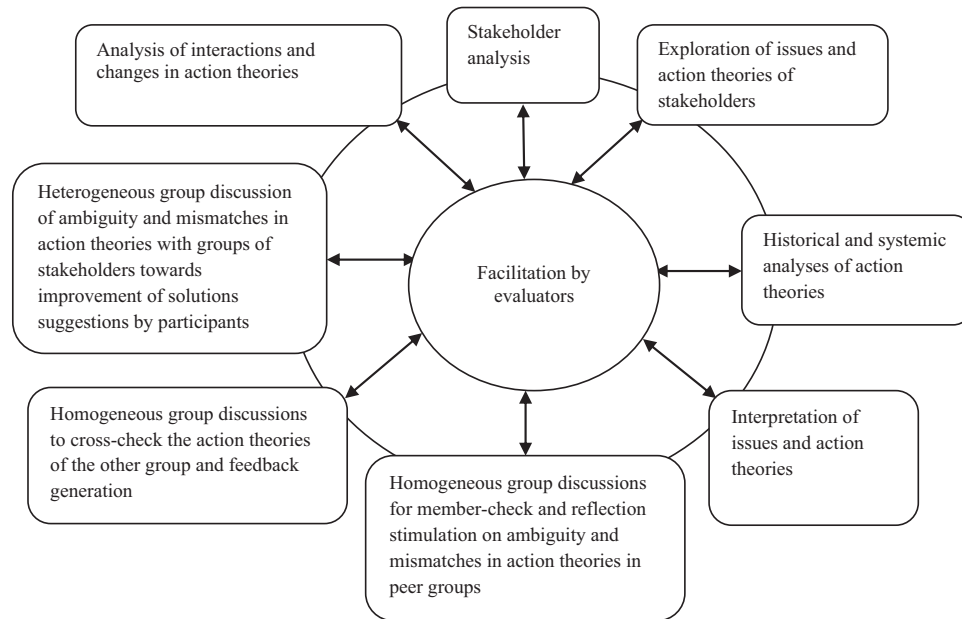 Stakeholder
analysis
Exploration of issues and
action theories of
stakeholders
Historical and systemic
analyses of action
theories
Interpretation of
issues and action
theories
Homogeneous group discussions
for member-check and reflection
stimulation on ambiguity and
mismatches in action theories in
peer groups
Homogeneous group discussions
to cross-check the action theories
of the other group and feedback
generation
Heterogeneous group discussion
of ambiguity and mismatches in
action theories with groups of
stakeholders towards
improvement of solutions
suggestions by participants
Analysis of interactions and
changes in action theories
Facilitation by
evaluators